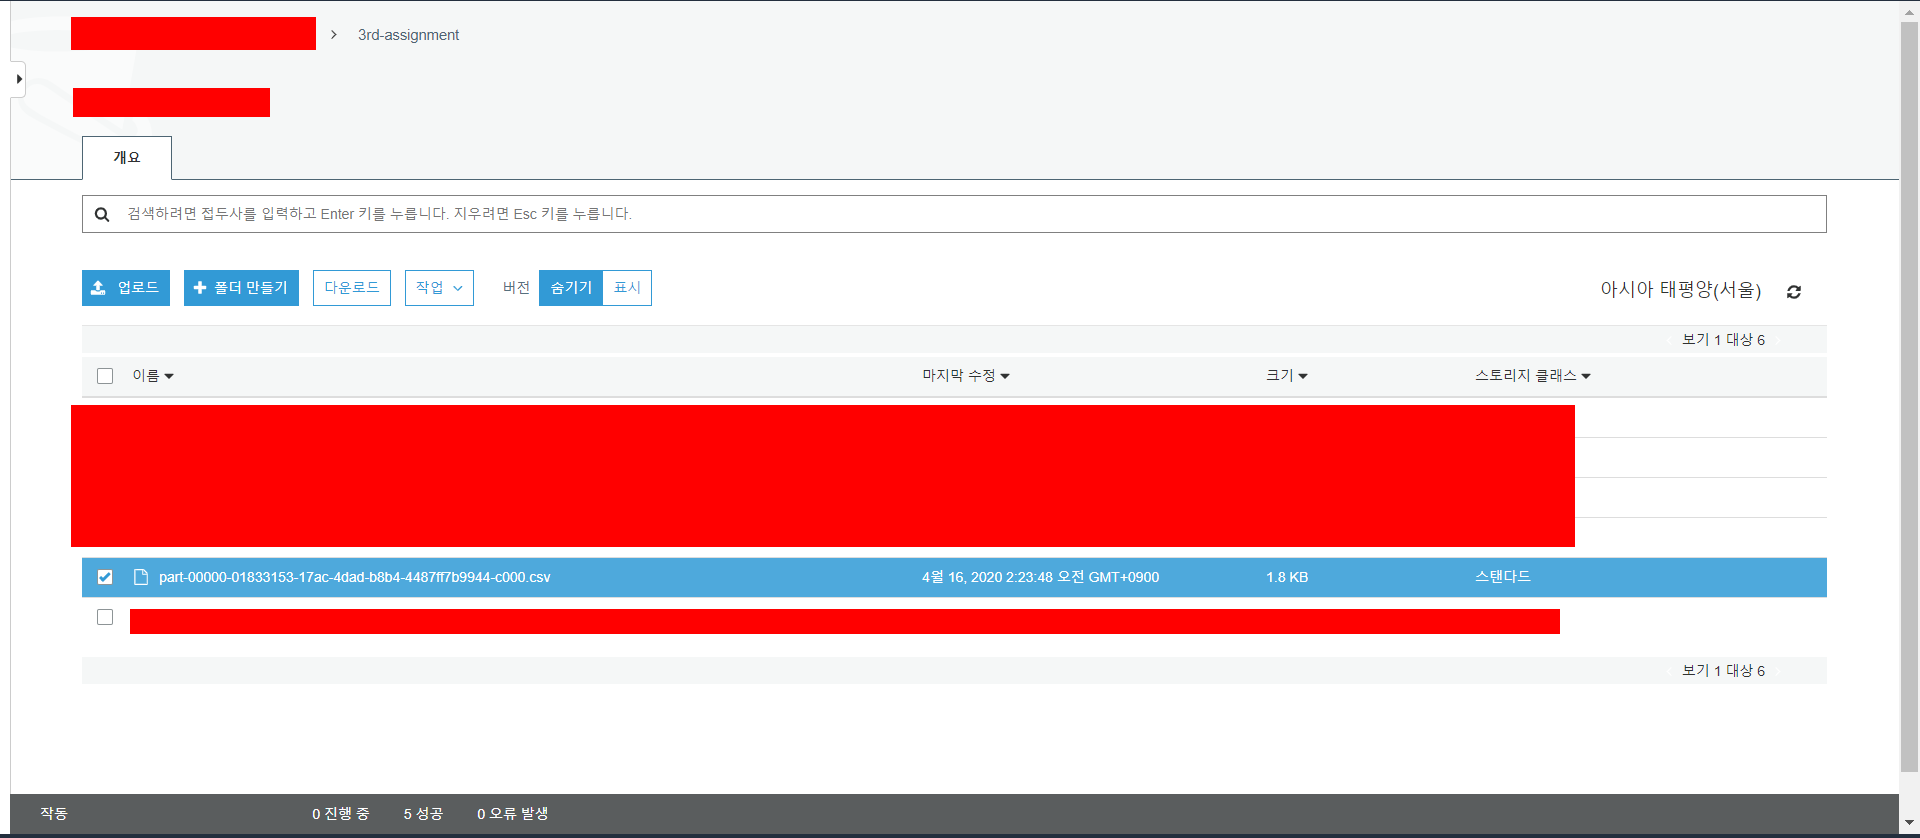 3rd-assignment
개요
검색하려면 접두사를 입력하고 Enter 키를 누릅니다. 지우려면 Esc 키를 누릅니다.
업로드 폴더 만들기 다운로드 작업 버전 숨기기 표시 아시아 태평양(서울)
보기 1 대상 6
이름 마지막 수정 크기 스토리지 클래스
part-00000-01833153-17ac-4dad-b8b4-4487ff7b9944-c000.csv 4월 16, 2020 2:23:48 오전 GMT+0900 1.8 KB 스탠다드
보기 1 대상 6
작동 0 진행 중 5 성공 0 오류 발생